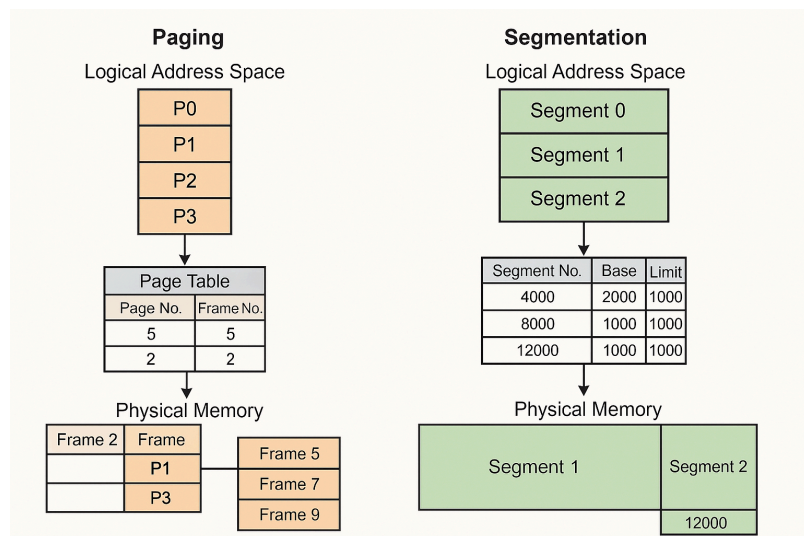 Paging
Logical Address Space
P0
P1
P2
P3
Page Table
Page No. Frame No.
5 5
2 2
Physical Memory
Frame 2 Frame
P1
P3
Frame 5
Frame 7
Frame 9
Segmentation
Logical Address Space
Segment 0
Segment 1
Segment 2
Segment No. Base Limit
4000 2000 1000
8000 1000 1000
12000 1000 1000
Physical Memory
Segment 1 Segment 2
12000